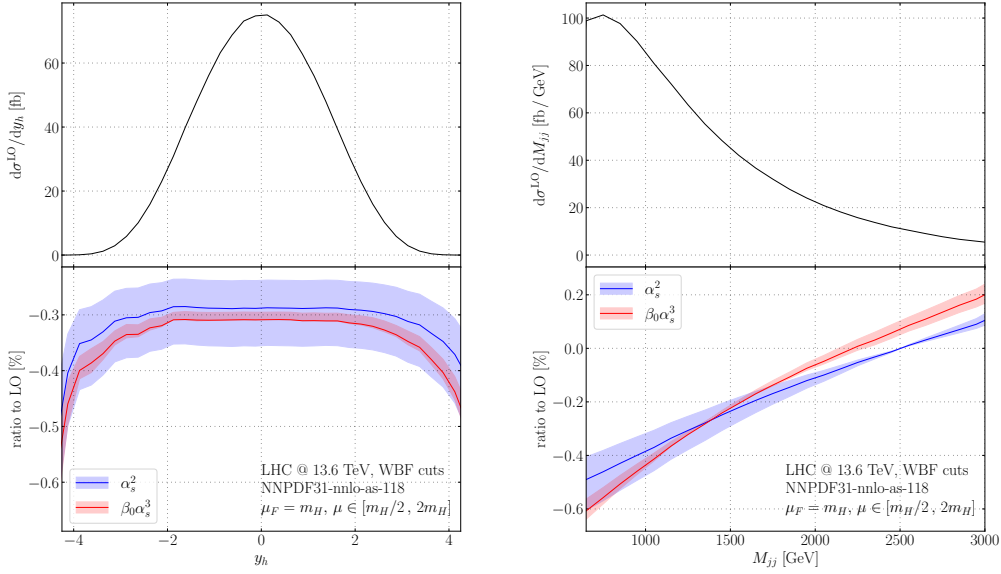 dσ^LO/dy_h [fb]
0
20
40
60
ratio to LO [%]
−0.3
−0.4
−0.5
−0.6
α_s^2
β_0α_s^3
LHC @ 13.6 TeV, WBF cuts
NNPDF31-nnlo-as-118
μ_F = m_H, μ ∈ [m_H/2 , 2m_H]
−4
−2
0
2
4
y_h
dσ^LO/dM_jj [fb / GeV]
0
20
40
60
80
100
ratio to LO [%]
0.2
0.0
−0.2
−0.4
−0.6
α_s^2
β_0α_s^3
LHC @ 13.6 TeV, WBF cuts
NNPDF31-nnlo-as-118
μ_F = m_H, μ ∈ [m_H/2 , 2m_H]
1000
1500
2000
2500
3000
M_jj [GeV]